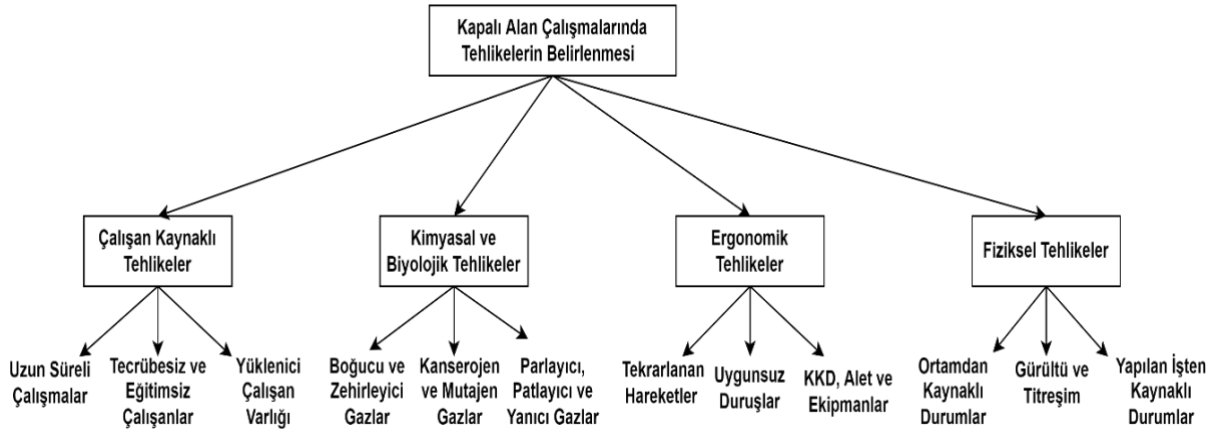 Kapalı Alan Çalışmalarında
Tehlikelerin Belirlenmesi
Çalışan Kaynaklı
Tehlikeler
Kimyasal ve
Biyolojik Tehlikeler
Ergonomik
Tehlikeler
Fiziksel Tehlikeler
Uzun Süreli
Çalışmalar
Tecrübesiz ve
Eğitimsiz
Çalışanlar
Yüklenici
Çalışan
Varlığı
Boğucu ve
Zehirleyici
Gazlar
Kanserojen
ve Mutajen
Gazlar
Parlayıcı,
Patlayıcı ve
Yanıcı Gazlar
Tekrarlanan
Hareketler
Uygunsuz
Duruşlar
KKD, Alet ve
Ekipmanlar
Ortamdan
Kaynaklı
Durumlar
Gürültü ve
Titreşim
Yapılan İşten
Kaynaklı
Durumlar